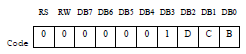 RS RW DB7 DB6 DB5 DB4 DB3 DB2 DB1 DB0
Code 0 0 0 0 0 0 1 D C B